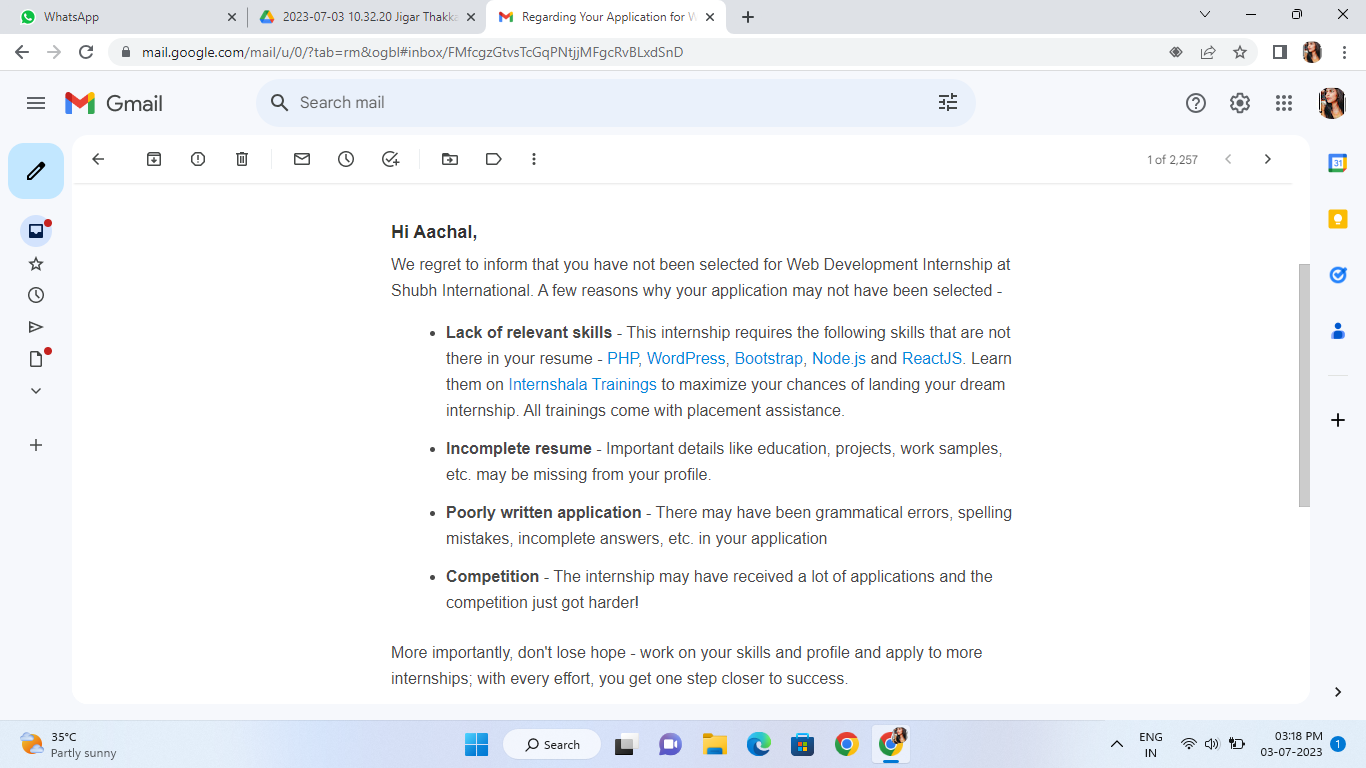 WhatsApp
2023-07-03 10.32.20 Jigar Thakka
Regarding Your Application for W
mail.google.com/mail/u/0/?tab=rm&ogbl#inbox/FMfcgzGtvsTcGqPNtjjMFgcRvBLxdSnD
Gmail
Search mail
1 of 2,257
31
Hi Aachal,
We regret to inform that you have not been selected for Web Development Internship at
Shubh International. A few reasons why your application may not have been selected -
• Lack of relevant skills - This internship requires the following skills that are not
there in your resume - PHP, WordPress, Bootstrap, Node.js and ReactJS. Learn
them on Internshala Trainings to maximize your chances of landing your dream
internship. All trainings come with placement assistance.
• Incomplete resume - Important details like education, projects, work samples,
etc. may be missing from your profile.
• Poorly written application - There may have been grammatical errors, spelling
mistakes, incomplete answers, etc. in your application
• Competition - The internship may have received a lot of applications and the
competition just got harder!
More importantly, don't lose hope - work on your skills and profile and apply to more
internships; with every effort, you get one step closer to success.
35°C
Partly sunny
Search
ENG
IN
03:18 PM
03-07-2023
1